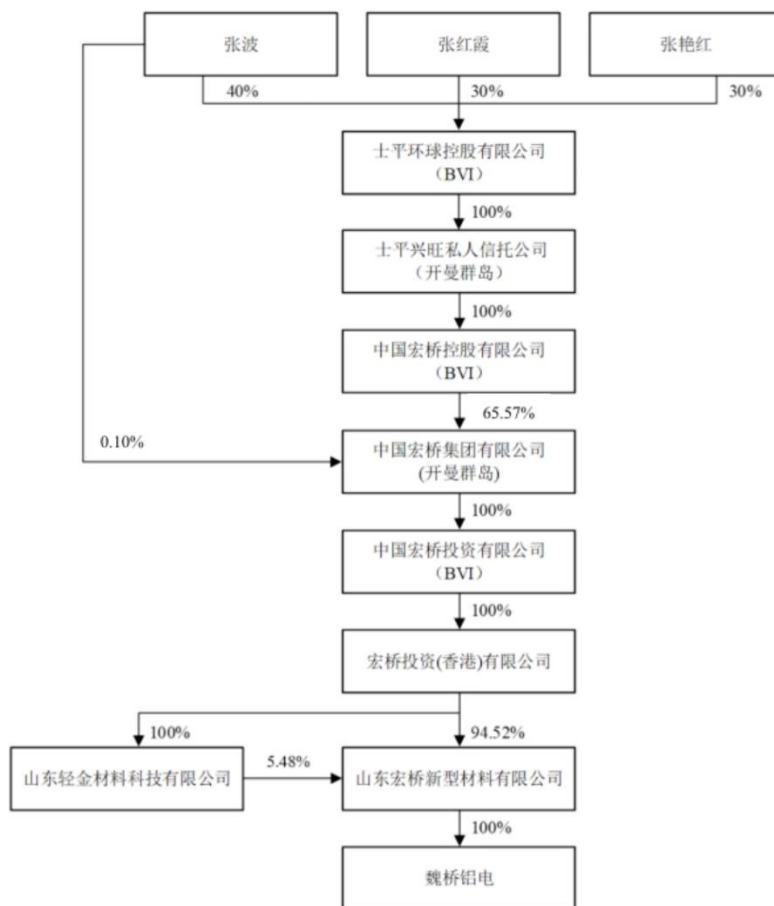 张波
张红霞
张艳红
40%
30%
30%
士平环球控股有限公司
（BVI）
100%
士平兴旺私人信托公司
（开曼群岛）
100%
中国宏桥控股有限公司
（BVI）
65.57%
0.10%
中国宏桥集团有限公司
(开曼群岛)
100%
中国宏桥投资有限公司
（BVI）
100%
宏桥投资(香港)有限公司
100%
94.52%
山东轻金材料科技有限公司
5.48%
山东宏桥新型材料有限公司
100%
魏桥铝电